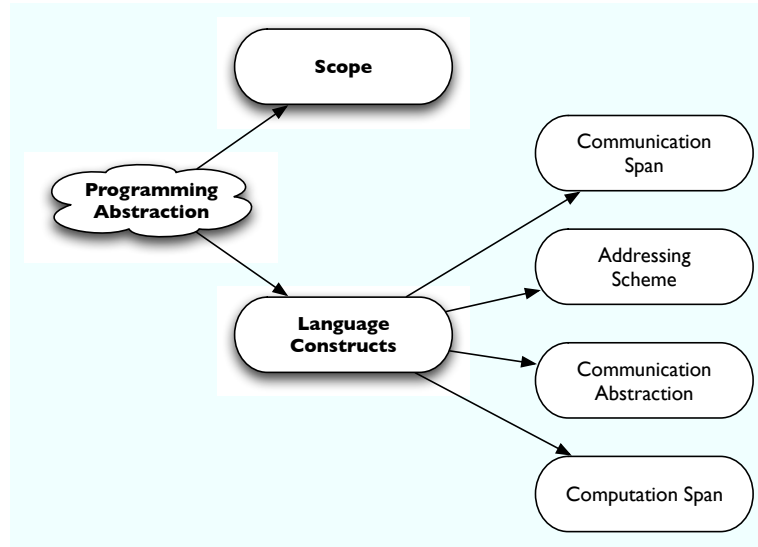 Scope
Programming
Abstraction
Language
Constructs
Communication
Span
Addressing
Scheme
Communication
Abstraction
Computation Span